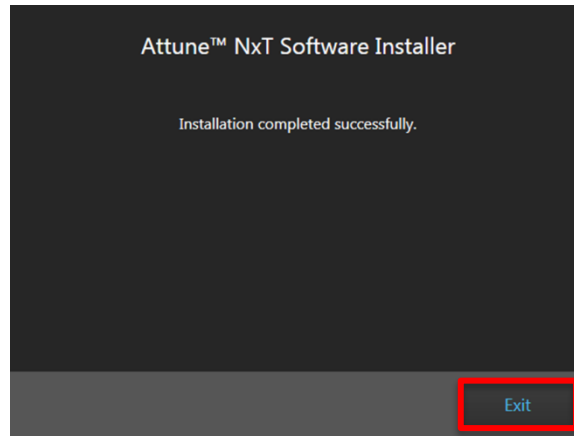 Attune™ NxT Software Installer
Installation completed successfully.
Exit